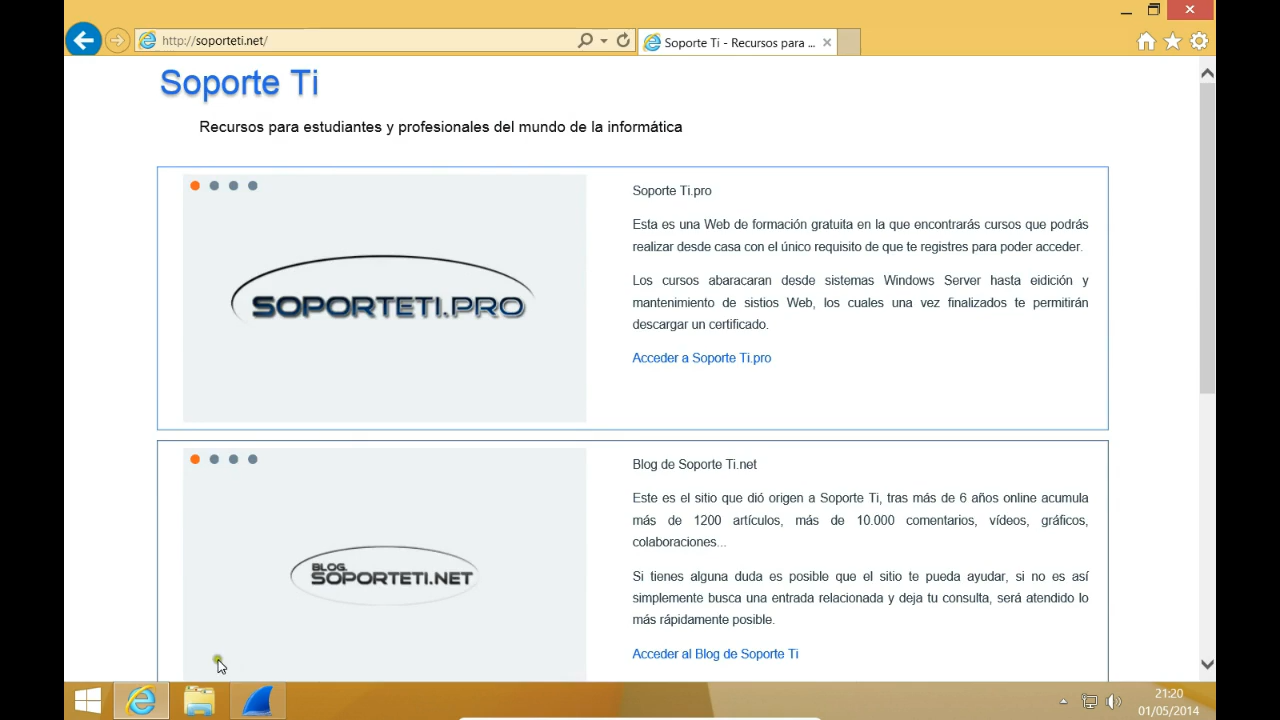 http://soporteti.net/
Soporte Ti - Recursos para ...
Soporte Ti
Recursos para estudiantes y profesionales del mundo de la informática
SOPORTETI.PRO
Soporte Ti.pro
Esta es una Web de formación gratuita en la que encontrarás cursos que podrás
realizar desde casa con el único requisito de que te registres para poder acceder.
Los cursos abaracaran desde sistemas Windows Server hasta eidición y
mantenimiento de sistios Web, los cuales una vez finalizados te permitirán
descargar un certificado.
Acceder a Soporte Ti.pro
BLOG.
SOPORTETI.NET
Blog de Soporte Ti.net
Este es el sitio que dió origen a Soporte Ti, tras más de 6 años online acumula
más de 1200 artículos, más de 10.000 comentarios, vídeos, gráficos,
colaboraciones...
Si tienes alguna duda es posible que el sitio te pueda ayudar, si no es así
simplemente busca una entrada relacionada y deja tu consulta, será atendido lo
más rápidamente posible.
Acceder al Blog de Soporte Ti
21:20
01/05/2014